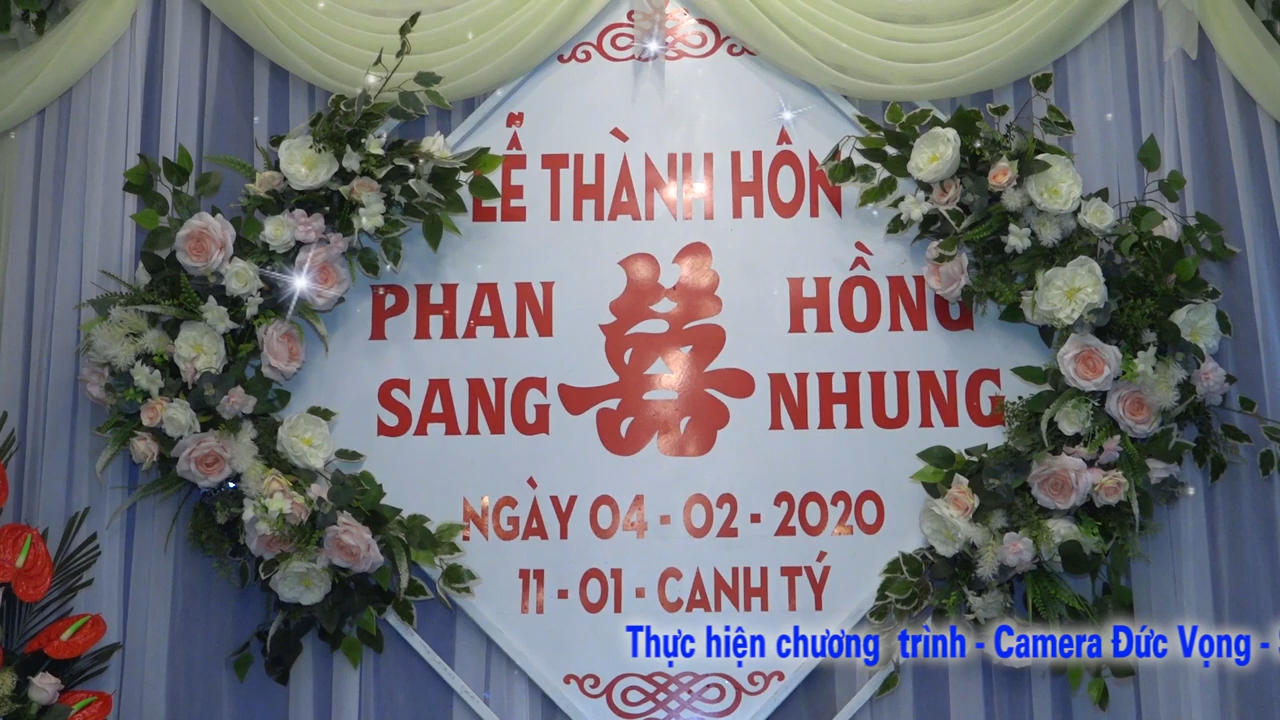 LỄ THÀNH HÔN
PHAN HỒNG
SANG 囍 NHUNG
NGÀY 04 - 02 - 2020
11 - 01 - CANH TÝ
Thực hiện chương trình - Camera Đức Vọng -